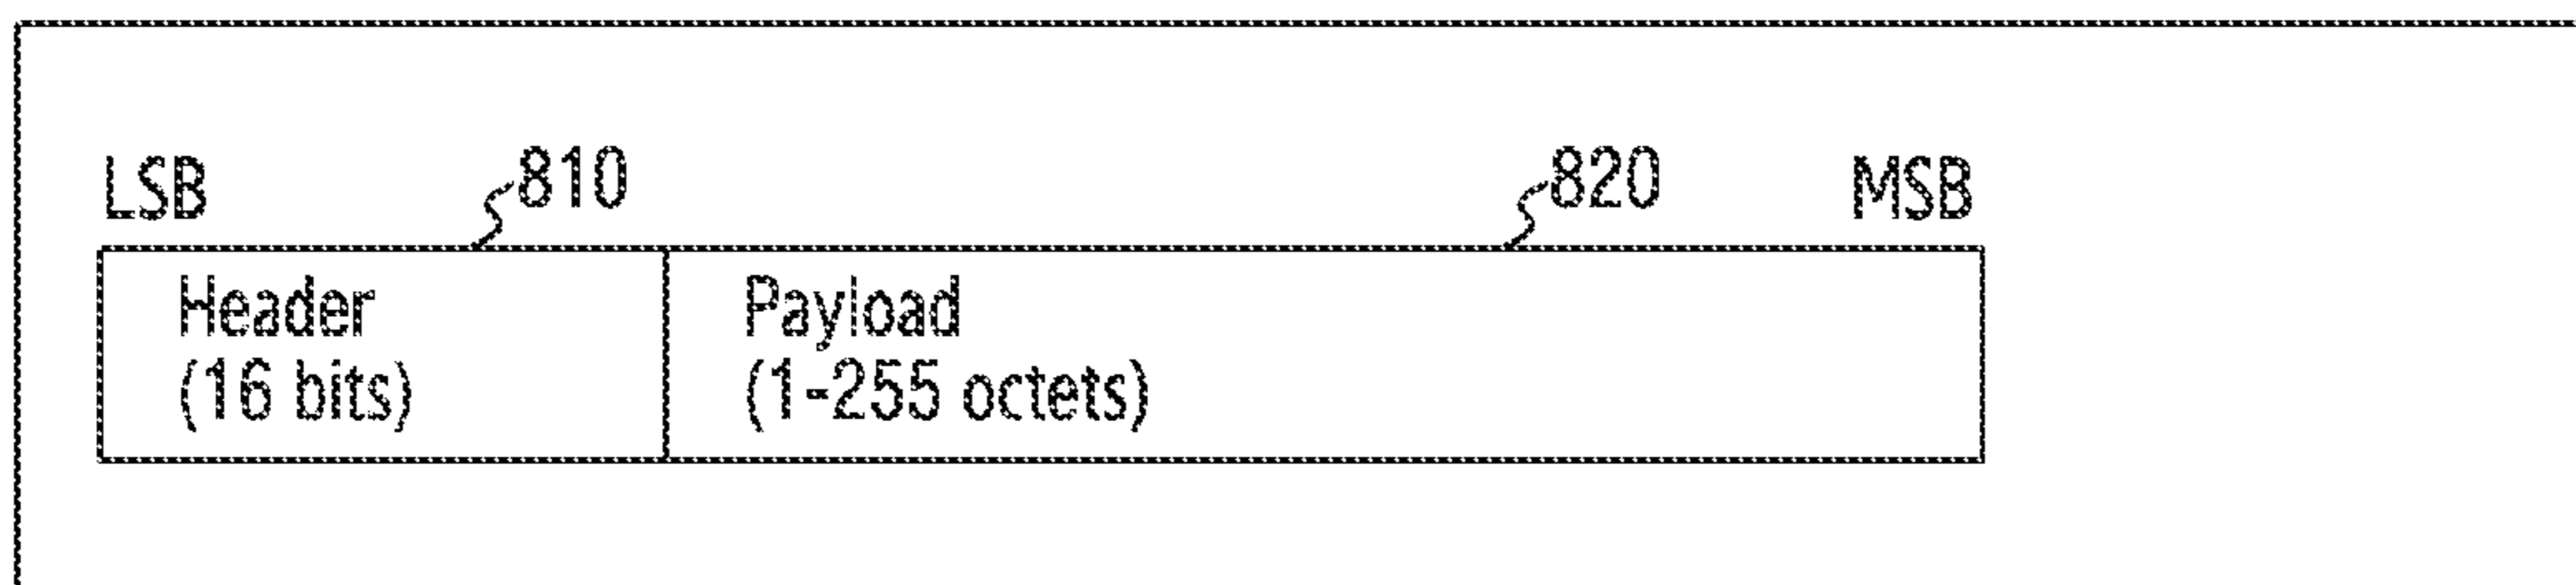 LSB 810 820 MSB
Header Payload
(16 bits) (1-255 octets)